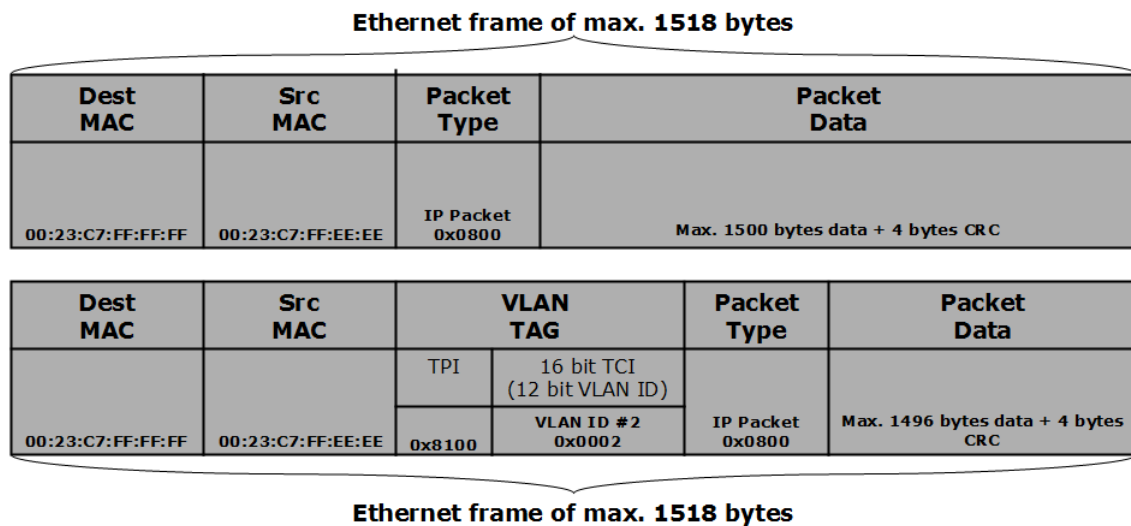 Ethernet frame of max. 1518 bytes
Dest
MAC
Src
MAC
Packet
Type
Packet
Data
00:23:C7:FF:FF:FF
00:23:C7:FF:EE:EE
IP Packet
0x0800
Max. 1500 bytes data + 4 bytes CRC
Dest
MAC
Src
MAC
VLAN
TAG
Packet
Type
Packet
Data
TPI
16 bit TCI
(12 bit VLAN ID)
00:23:C7:FF:FF:FF
00:23:C7:FF:EE:EE
0x8100
VLAN ID #2
0x0002
IP Packet
0x0800
Max. 1496 bytes data + 4 bytes
CRC
Ethernet frame of max. 1518 bytes